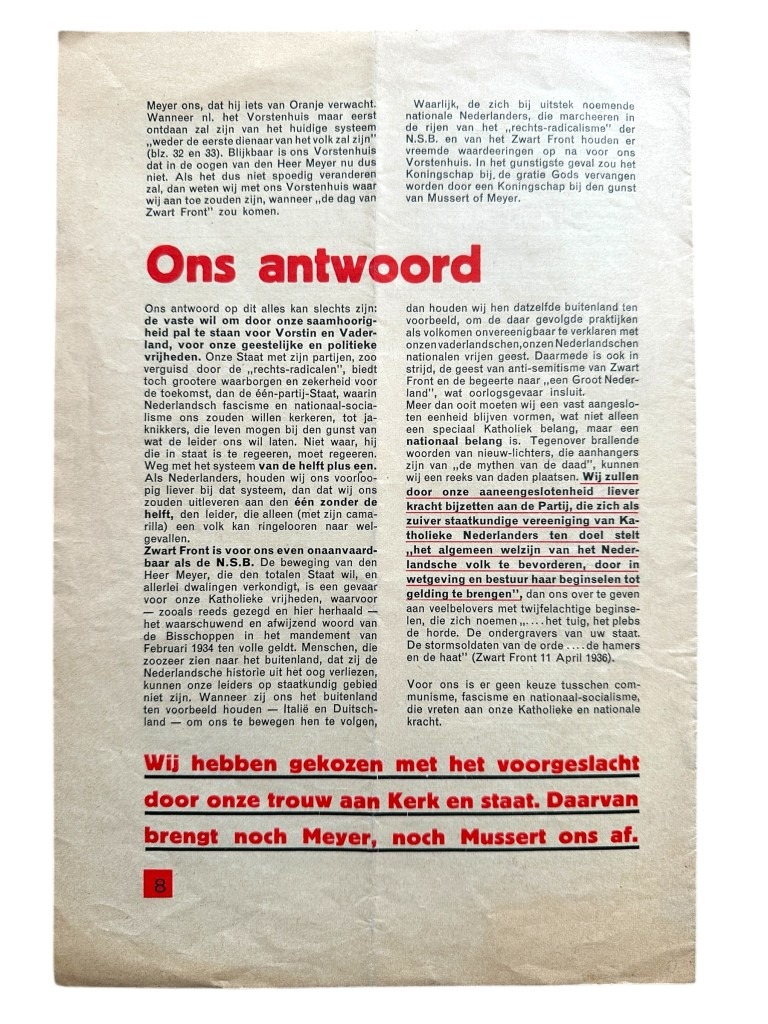 Meyer ons, dat hij iets van Oranje verwacht.
Wanneer nl. het Vorstenhuis maar eerst
ontdaan zal zijn van het huidige systeem
„weder de eerste dienaar van het volk zal zijn"
(blz. 32 en 33). Blijkbaar is ons Vorstenhuis
dat in de oogen van den Heer Meyer nu dus
niet. Als het dus niet spoedig veranderen
zal, dan weten wij met ons Vorstenhuis waar
wij aan toe zouden zijn, wanneer „de dag van
Zwart Front" zou komen.
Waarlijk, de zich bij uitstek noemende
nationale Nederlanders, die marcheeren in
de rijen van het „rechts-radicalisme" der
N.S.B. en van het Zwart Front houden er
vreemde waardeeringen op na voor ons
Vorstenhuis. In het gunstigste geval zou het
Koningschap bij de gratie Gods vervangen
worden door een Koningschap bij den gunst
van Mussert of Meyer.
Ons antwoord
Ons antwoord op dit alles kan slechts zijn:
de vaste wil om door onze saamhoorig-
heid pal te staan voor Vorstin en Vader-
land, voor onze geestelijke en politieke
vrijheden. Onze Staat met zijn partijen, zoo
verguisd door de „rechts-radicalen", biedt
toch grootere waarborgen en zekerheid voor
de toekomst, dan de één-partij-Staat, waarin
Nederlandsch fascisme en nationaal-socia-
lisme ons zouden willen kerkeren, tot ja-
knikkers, die leven mogen bij den gunst van
wat de leider ons wil laten. Niet waar, hij
die in staat is te regeeren, moet regeeren.
Weg met het systeem van de helft plus een.
Als Nederlanders, houden wij ons voorloo-
pig liever bij dat systeem, dan dat wij ons
zouden uitleveren aan den één zonder de
helft, den leider, die alleen (met zijn cama-
rilla) een volk kan ringelooren naar wel-
gevallen.
Zwart Front is voor ons even onaanvaard-
baar als de N.S.B. De beweging van den
Heer Meyer, die den totalen Staat wil, en
allerlei dwalingen verkondigt, is een gevaar
voor onze Katholieke vrijheden, waarvoor
— zooals reeds gezegd en hier herhaald —
het waarschuwend en afwijzend woord van
de Bisschoppen in het mandement van
Februari 1934 ten volle geldt. Menschen, die
zoozeer zien naar het buitenland, dat zij de
Nederlandsche historie uit het oog verliezen,
kunnen onze leiders op staatkundig gebied
niet zijn. Wanneer zij ons het buitenland
ten voorbeeld houden — Italië en Duitsch-
land — om ons te bewegen hen te volgen,
dan houden wij hen datzelfde buitenland ten
voorbeeld, om de daar gevolgde praktijken
als volkomen onvereenigbaar te verklaren met
onzen vaderlandschen, onzen Nederlandschen
nationalen vrijen geest. Daarmede is ook in
strijd, de geest van anti-semitisme van Zwart
Front en de begeerte naar „een Groot Neder-
land", wat oorlogsgevaar insluit.
Meer dan ooit moeten wij een vast aangeslo-
ten eenheid blijven vormen, wat niet alleen
een speciaal Katholiek belang, maar een
nationaal belang is. Tegenover brallende
woorden van nieuw-lichters, die aanhangers
zijn van „de mythen van de daad", kunnen
wij een reeks van daden plaatsen. Wij zullen
door onze aaneengeslotenheid liever
kracht bijzetten aan de Partij, die zich als
zuiver staatkundige vereeniging van Ka-
tholieke Nederlanders ten doel stelt
„het algemeen welzijn van het Neder-
landsche volk te bevorderen, door in
wetgeving en bestuur haar beginselen tot
gelding te brengen", dan ons over te geven
aan veelbelovers met twijfelachtige beginse-
len, die zich noemen „....het tuig, het plebs
de horde. De ondergravers van uw staat.
De stormsoldaten van de orde ....de hamers
en de haat" (Zwart Front 11 April 1936).
Voor ons is er geen keuze tusschen com-
munisme, fascisme en nationaal-socialisme,
die vreten aan onze Katholieke en nationale
kracht.
Wij hebben gekozen met het voorgeslacht
door onze trouw aan Kerk en staat. Daarvan
brengt noch Meyer, noch Mussert ons af.
8